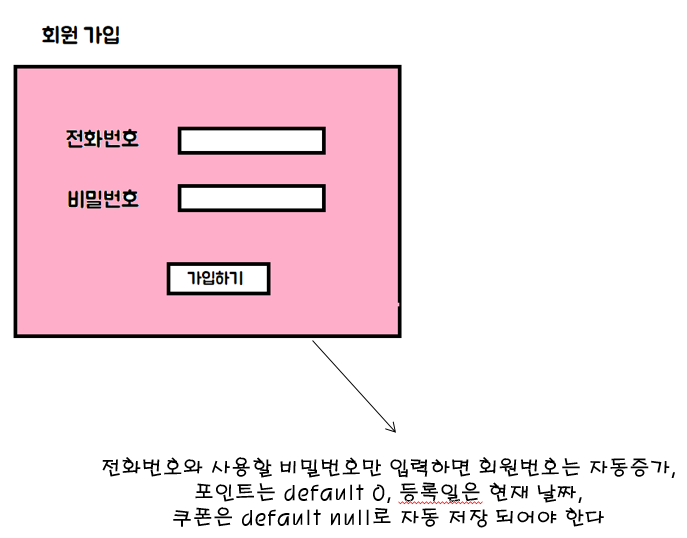 회원 가입
전화번호
비밀번호
가입하기
전화번호와 사용할 비밀번호만 입력하면 회원번호는 자동증가,
포인트는 default 0, 등록일은 현재 날짜,
쿠폰은 default null로 자동 저장 되어야 한다